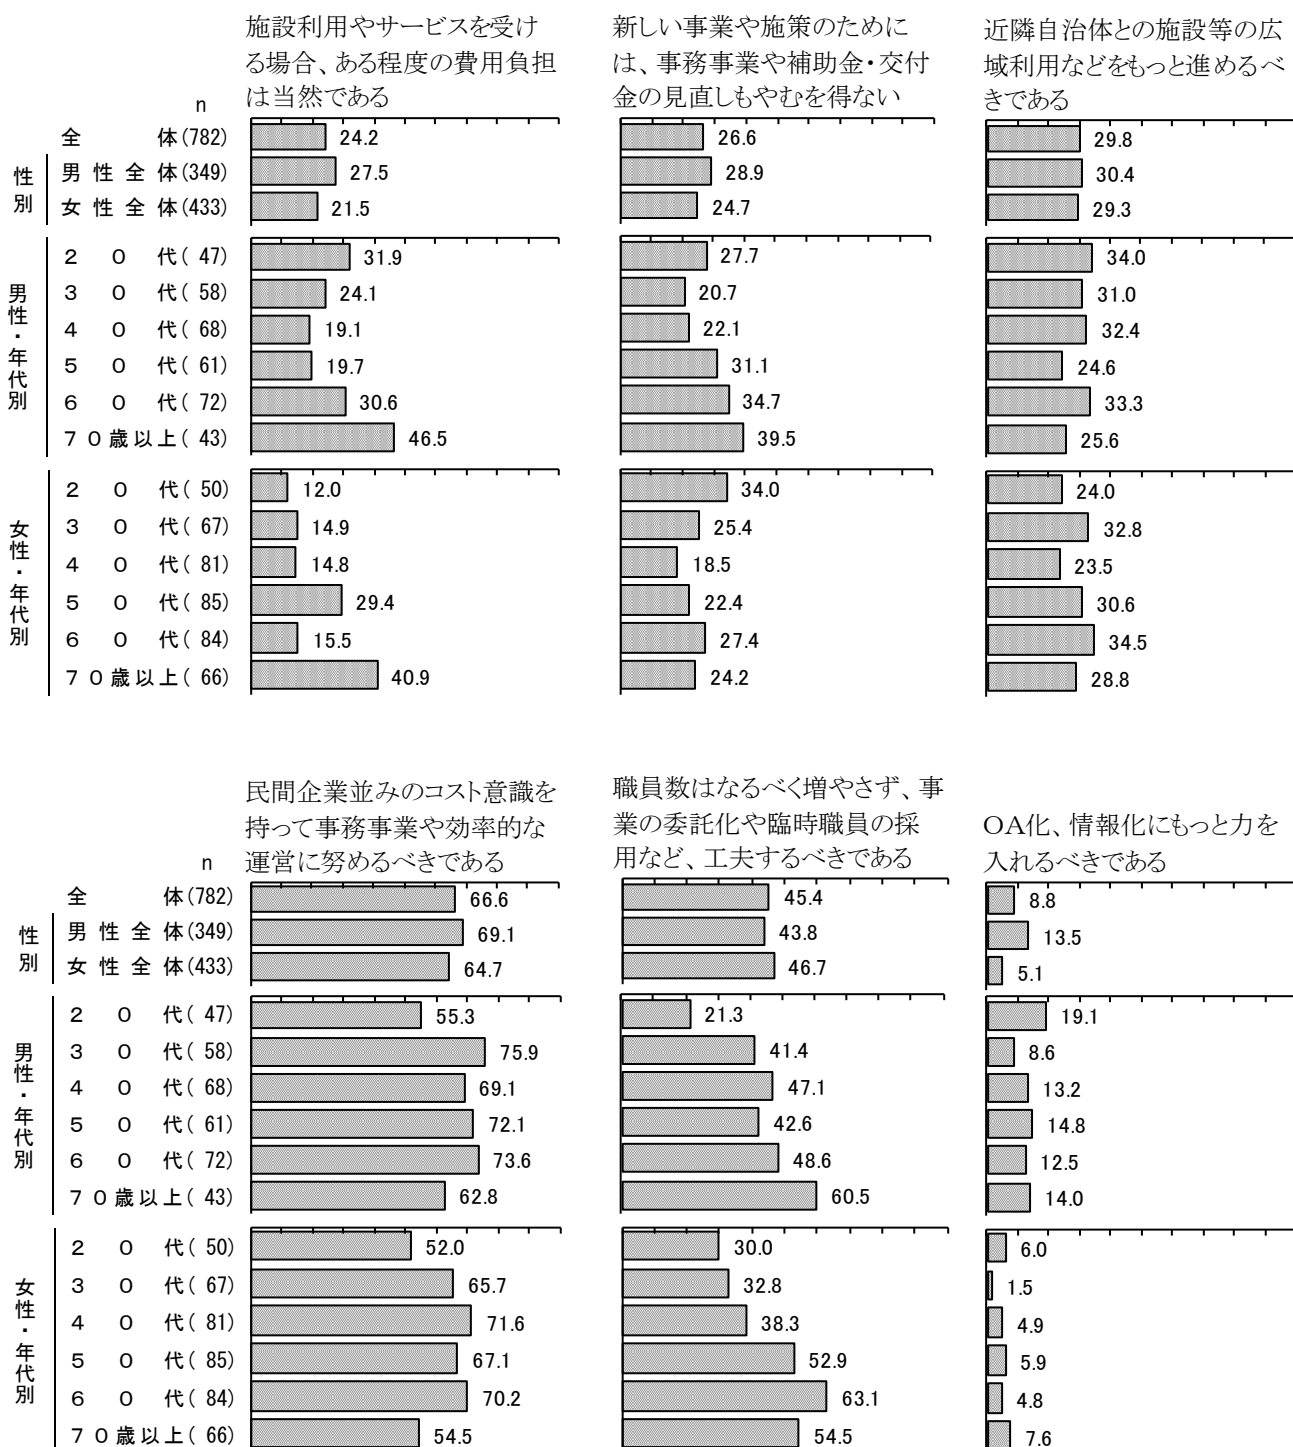 施設利用やサービスを受け
る場合、ある程度の費用負担
は当然である
新しい事業や施策のために
は、事務事業や補助金・交付
金の見直しもやむを得ない
近隣自治体との施設等の広
域利用などをもっと進めるべ
きである
n
全　　体(782) 24.2 26.6 29.8
性別
男性全体(349) 27.5 28.9 30.4
女性全体(433) 21.5 24.7 29.3
男性・年代別
２０代( 47) 31.9 27.7 34.0
３０代( 58) 24.1 20.7 31.0
４０代( 68) 19.1 22.1 32.4
５０代( 61) 19.7 31.1 24.6
６０代( 72) 30.6 34.7 33.3
７０歳以上( 43) 46.5 39.5 25.6
女性・年代別
２０代( 50) 12.0 34.0 24.0
３０代( 67) 14.9 25.4 32.8
４０代( 81) 14.8 18.5 23.5
５０代( 85) 29.4 22.4 30.6
６０代( 84) 15.5 27.4 34.5
７０歳以上( 66) 40.9 24.2 28.8
民間企業並みのコスト意識を
持って事務事業や効率的な
運営に努めるべきである
職員数はなるべく増やさず、事
業の委託化や臨時職員の採
用など、工夫するべきである
OA化、情報化にもっと力を
入れるべきである
n
全　　体(782) 66.6 45.4 8.8
性別
男性全体(349) 69.1 43.8 13.5
女性全体(433) 64.7 46.7 5.1
男性・年代別
２０代( 47) 55.3 21.3 19.1
３０代( 58) 75.9 41.4 8.6
４０代( 68) 69.1 47.1 13.2
５０代( 61) 72.1 42.6 14.8
６０代( 72) 73.6 48.6 12.5
７０歳以上( 43) 62.8 60.5 14.0
女性・年代別
２０代( 50) 52.0 30.0 6.0
３０代( 67) 65.7 32.8 1.5
４０代( 81) 71.6 38.3 4.9
５０代( 85) 67.1 52.9 5.9
６０代( 84) 70.2 63.1 4.8
７０歳以上( 66) 54.5 54.5 7.6